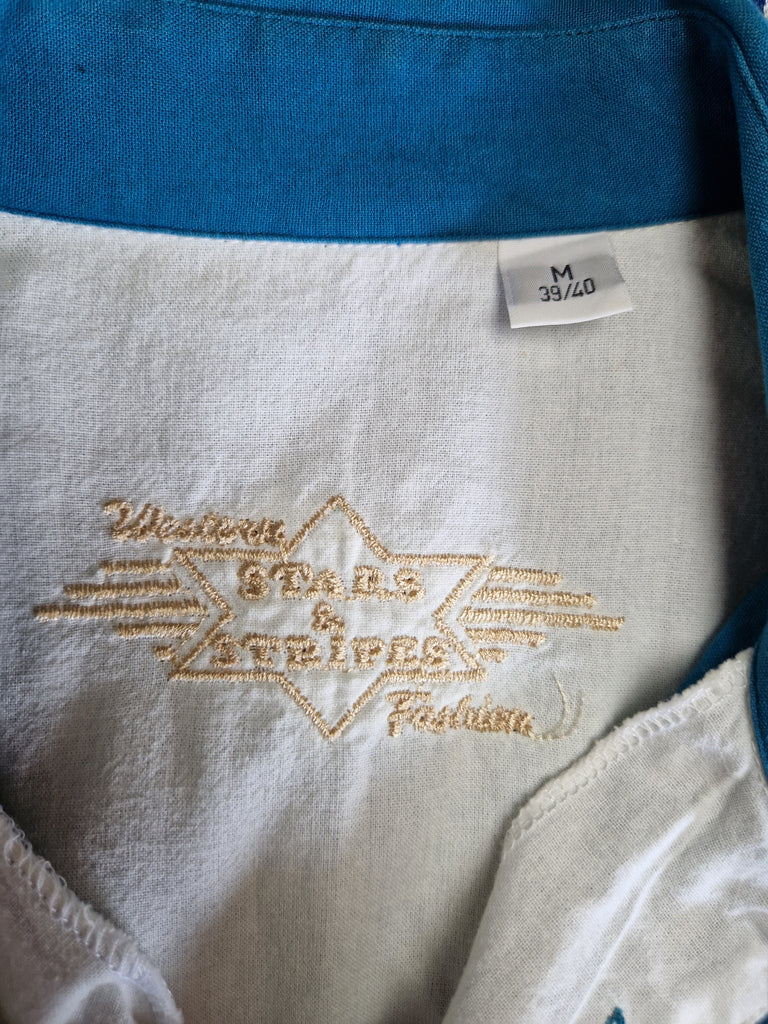 M
39/40
Western
STARS
&
STRIPES
Fashion